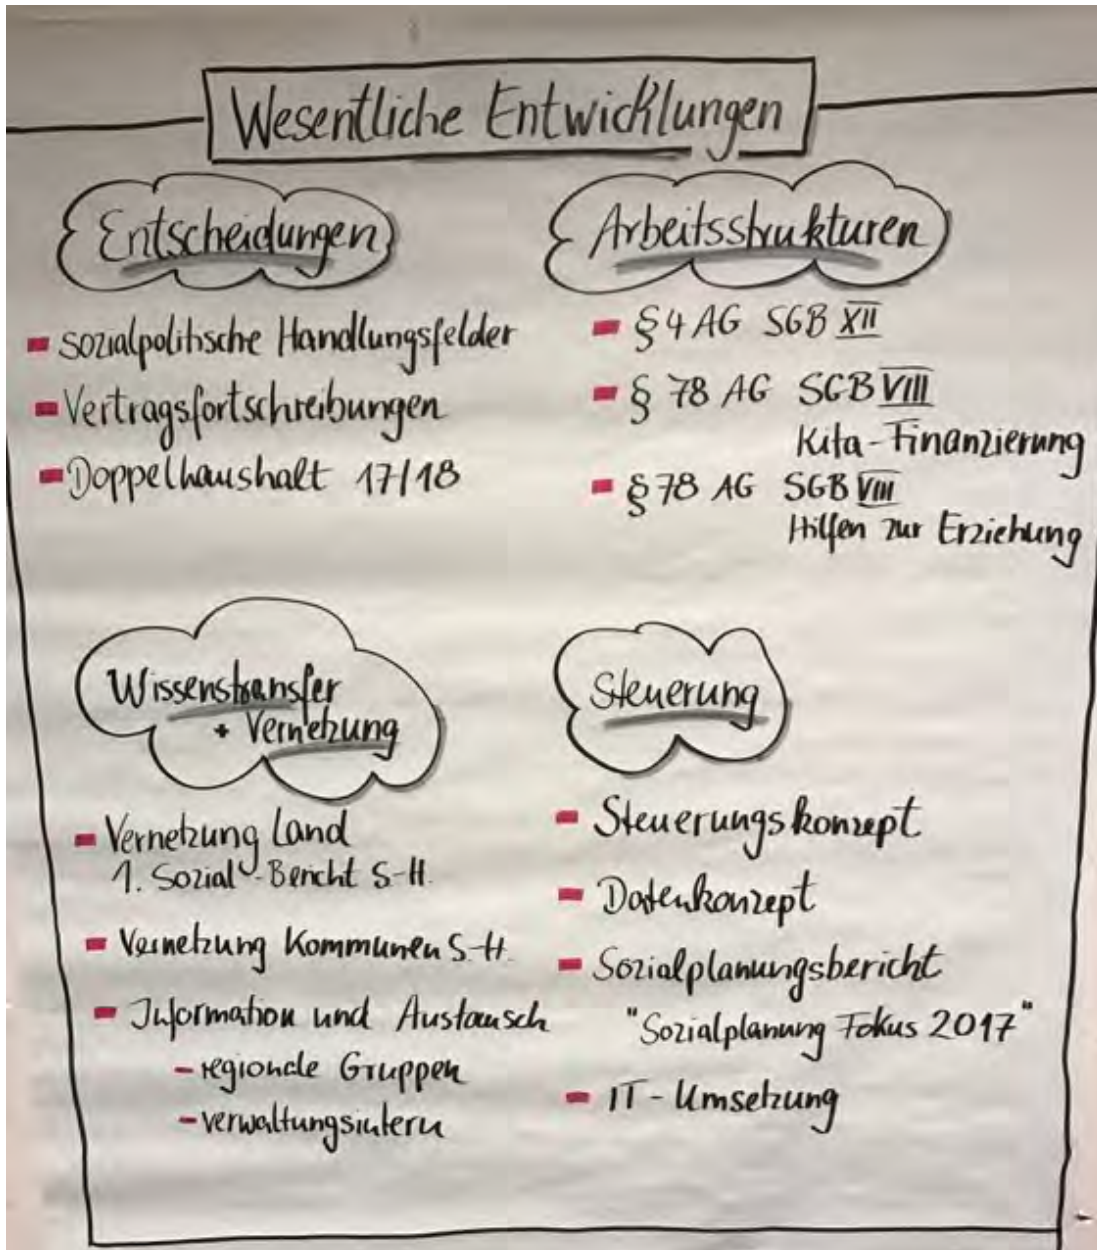 Wesentliche Entwicklungen
Entscheidungen
- sozialpolitische Handlungsfelder
- Vertragsfortschreibungen
- Doppelhaushalt 17/18
Arbeitsstrukturen
- § 4 AG SGB XII
- § 78 AG SGB VIII
Kita-Finanzierung
- § 78 AG SGB VIII
Hilfen zur Erziehung
Wissenstransfer
+ Vernetzung
- Vernetzung Land
1. Sozial-Bericht S-H.
- Vernetzung Kommunen S-H.
- Information und Austausch
- regionale Gruppen
- verwaltungsintern
Steuerung
- Steuerungskonzept
- Datenkonzept
- Sozialplanungsbericht
"Sozialplanung Fokus 2017"
- IT-Umsetzung